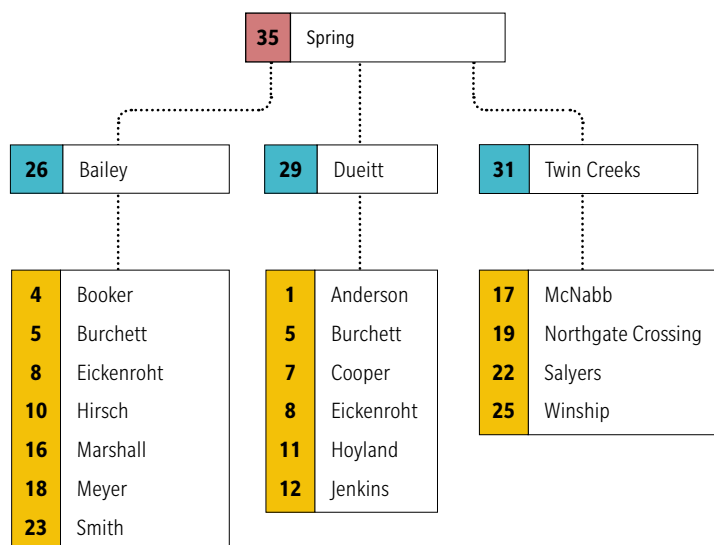 35 Spring
26 Bailey
29 Dueitt
31 Twin Creeks
4 Booker
5 Burchett
8 Eickenroht
10 Hirsch
16 Marshall
18 Meyer
23 Smith
1 Anderson
5 Burchett
7 Cooper
8 Eickenroht
11 Hoyland
12 Jenkins
17 McNabb
19 Northgate Crossing
22 Salyers
25 Winship